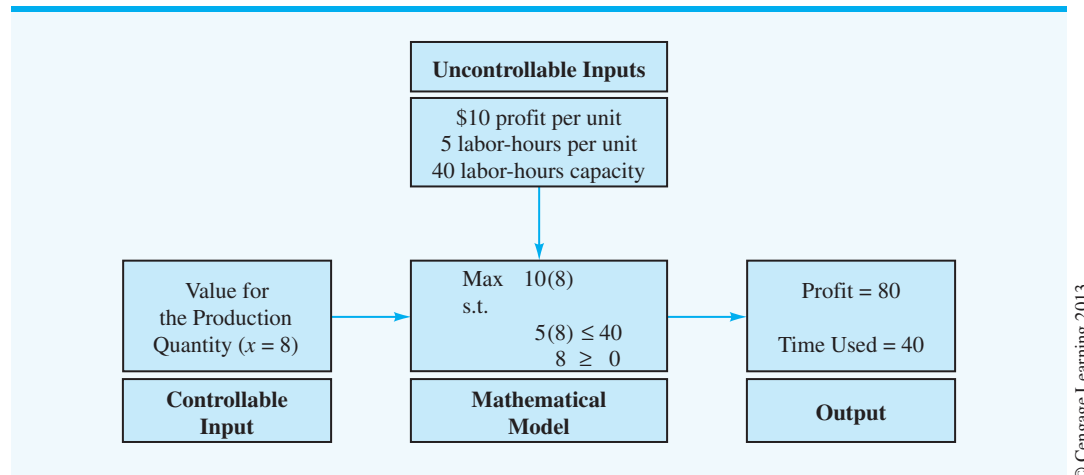 Uncontrollable Inputs
$10 profit per unit
5 labor-hours per unit
40 labor-hours capacity
Value for
the Production
Quantity (x = 8)
Controllable
Input
Max 10(8)
s.t.
5(8) ≤ 40
8 ≥ 0
Mathematical
Model
Profit = 80
Time Used = 40
Output
© Cengage Learning 2013